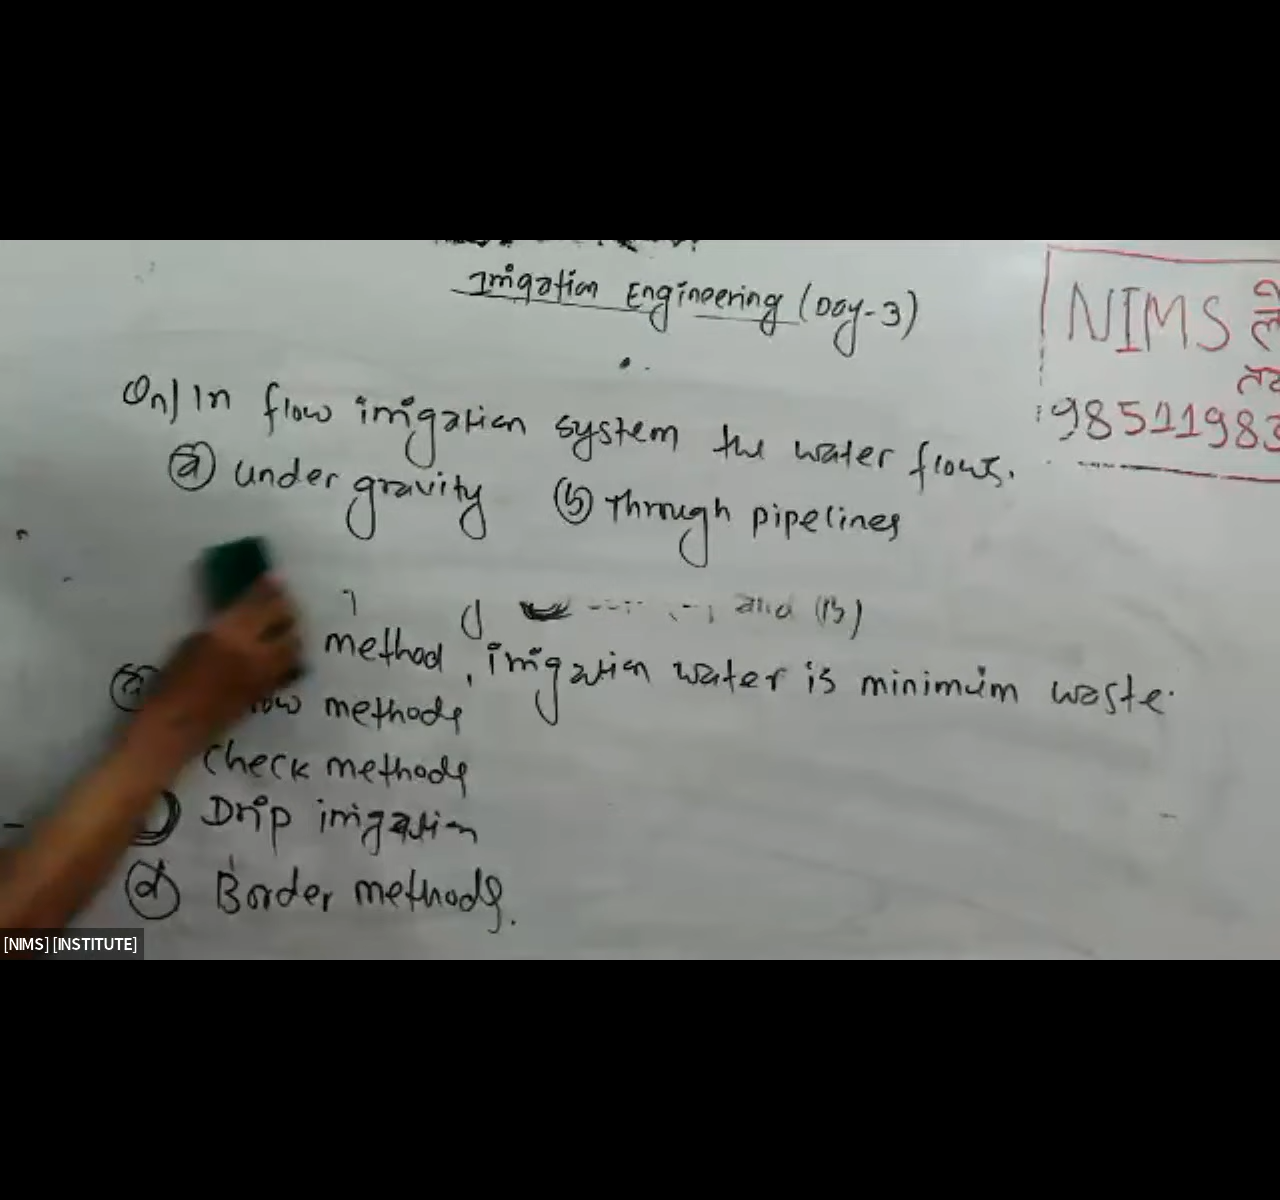 Irrigation Engineering (Day-3)
NIMS
98511983
Qn) In flow irrigation system the water flows.
(a) under gravity (b) through pipelines
and (B)
method, irrigation water is minimum waste.
methods
check methods
Drip irrigation
(d) Border methods.
[NIMS] [INSTITUTE]